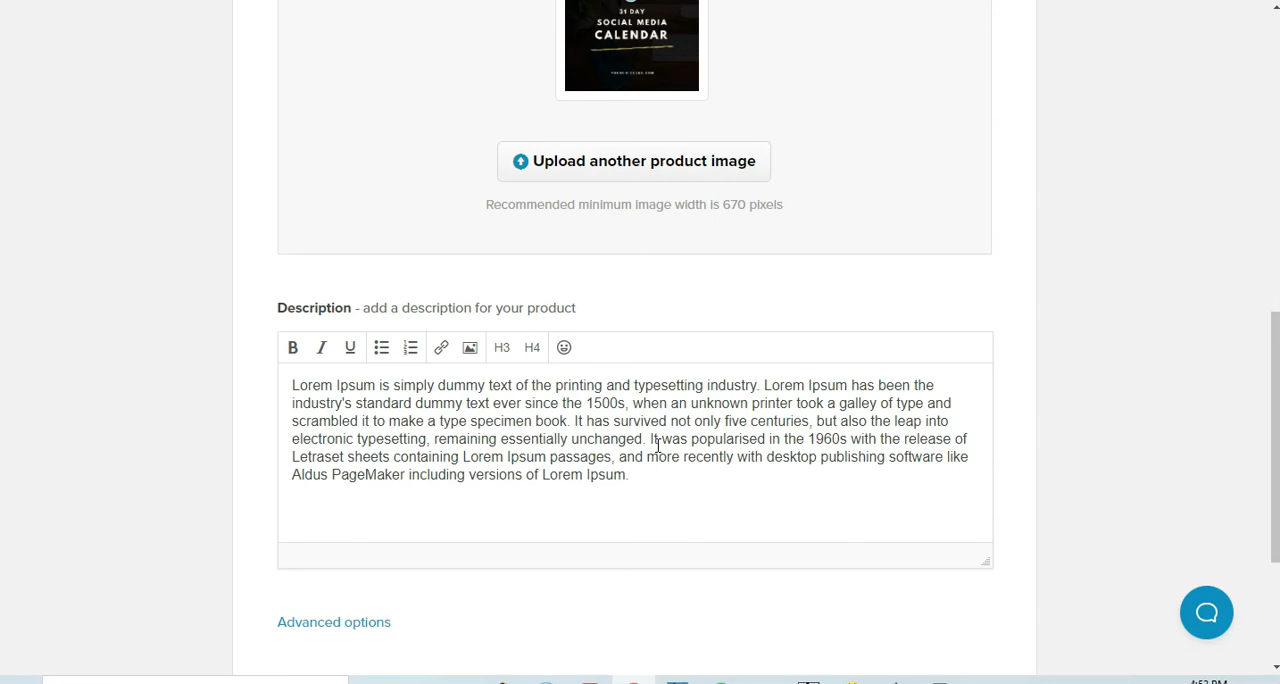 31 DAY
SOCIAL MEDIA
CALENDAR
Upload another product image
Recommended minimum image width is 670 pixels
Description - add a description for your product
B I U H3 H4
Lorem Ipsum is simply dummy text of the printing and typesetting industry. Lorem Ipsum has been the
industry's standard dummy text ever since the 1500s, when an unknown printer took a galley of type and
scrambled it to make a type specimen book. It has survived not only five centuries, but also the leap into
electronic typesetting, remaining essentially unchanged. It was popularised in the 1960s with the release of
Letraset sheets containing Lorem Ipsum passages, and more recently with desktop publishing software like
Aldus PageMaker including versions of Lorem Ipsum.
Advanced options